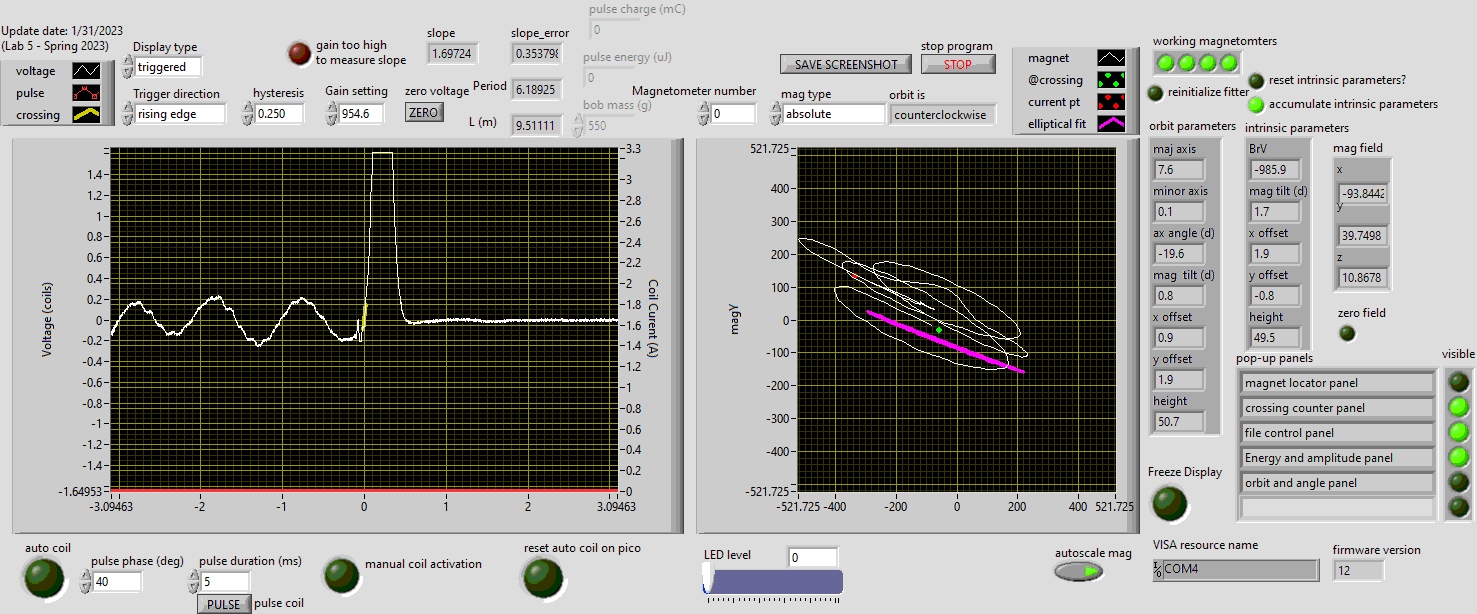 Update date: 1/31/2023
(Lab 5 - Spring 2023)
voltage
pulse
crossing
Display type
triggered
Trigger direction
rising edge
hysteresis
0.250
gain too high
to measure slope
Gain setting
954.6
slope
1.69724
zero voltage
ZERO
slope_error
0.353798
Period
6.18925
L (m)
9.51111
pulse charge (mC)
0
pulse energy (uJ)
0
bob mass (g)
550
Magnetometer number
0
SAVE SCREENSHOT
stop program
STOP
mag type
absolute
orbit is
counterclockwise
magnet
@crossing
current pt
elliptical fit
working magnetomters
reset intrinsic parameters?
reinitialize fitter
accumulate intrinsic parameters
orbit parameters
maj axis
7.6
minor axis
0.1
ax angle (d)
-19.6
mag tilt (d)
0.8
x offset
0.9
y offset
1.9
height
50.7
intrinsic parameters
BrV
-985.9
mag tilt (d)
1.7
x offset
1.9
y offset
-0.8
height
49.5
mag field
x
-93.8442
y
39.7498
z
10.8678
zero field
pop-up panels
visible
magnet locator panel
crossing counter panel
file control panel
Energy and amplitude panel
orbit and angle panel
Freeze Display
Voltage (coils)
1.4
1.2
1
0.8
0.6
0.4
0.2
0
-0.2
-0.4
-0.6
-0.8
-1
-1.2
-1.4
-1.64953
-3.09463
-2
-1
0
1
2
3.09463
3.3
3
2.8
2.6
2.4
2.2
2
1.8
1.6
1.4
1.2
1
0.8
0.6
0.4
0.2
0
Coil Curent (A)
magy
521.725
400
300
200
100
0
-100
-200
-300
-400
-521.725
-521.725
-400
-200
0
200
400
521.725
auto coil
pulse phase (deg)
40
pulse duration (ms)
5
PULSE
pulse coil
manual coil activation
reset auto coil on pico
LED level
0
autoscale mag
VISA resource name
COM4
firmware version
12